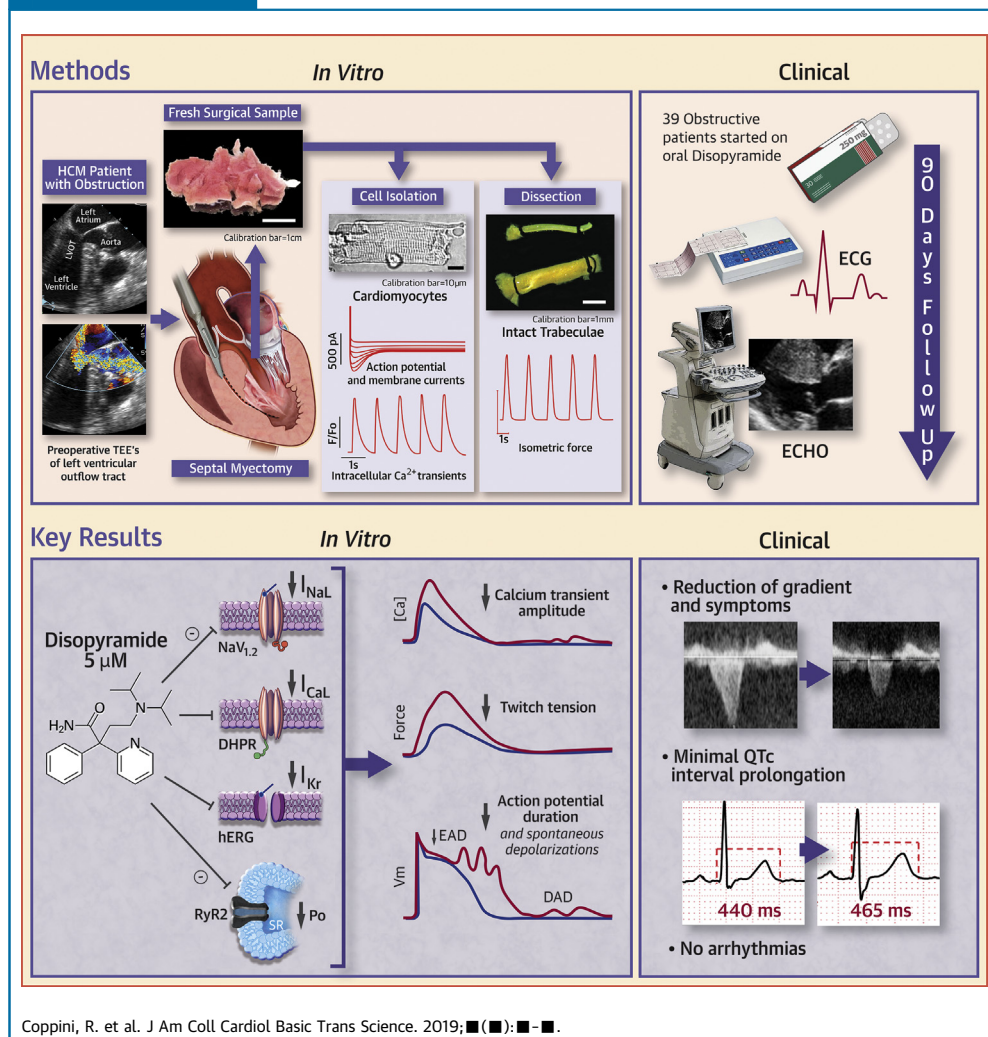 Methods
In Vitro
HCM Patient
with Obstruction
Left
Atrium
Aorta
LVOT
Left
Ventricle
Preoperative TEE's
of left ventricular
outflow tract
Fresh Surgical Sample
Calibration bar=1cm
Septal Myectomy
Cell Isolation
Calibration bar=10μm
Cardiomyocytes
500 pA
Action potential
and membrane currents
F/Fo
1s
Intracellular Ca²⁺ transients
Dissection
Calibration bar=1mm
Intact Trabeculae
1s
Isometric force
Clinical
39 Obstructive
patients started on
oral Disopyramide
250 mg
ECG
ECHO
90 Days Follow Up
Key Results
In Vitro
Disopyramide
5 μM
H₂N
O
N
N
⊖
↓ I_NaL
NaV₁.₂
↓ I_CaL
DHPR
↓ I_Kr
hERG
⊖
RyR2
SR
↓ Po
[Ca]
↓ Calcium transient
amplitude
Force
↓ Twitch tension
Action potential
duration
and spontaneous
depolarizations
Vm
↓EAD
DAD
Clinical
• Reduction of gradient
and symptoms
• Minimal QTc
interval prolongation
440 ms
465 ms
• No arrhythmias
Coppini, R. et al. J Am Coll Cardiol Basic Trans Science. 2019;■(■):■-■.